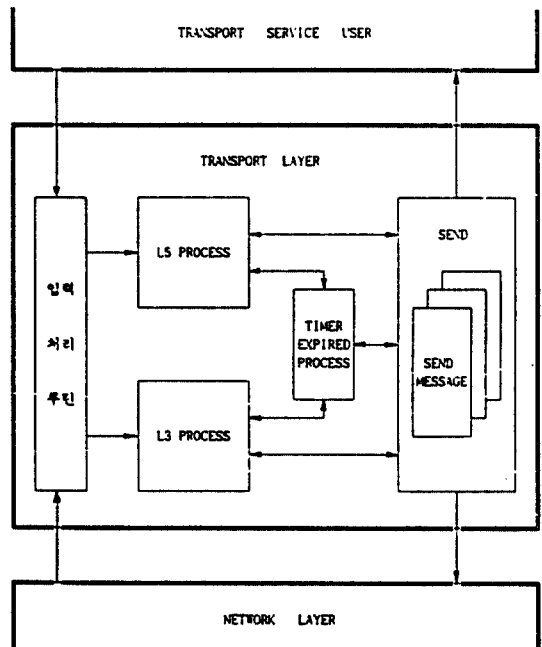 TRANSPORT SERVICE USER
TRANSPORT LAYER
입력
처리
루틴
L5 PROCESS
L3 PROCESS
TIMER
EXPIRED
PROCESS
SEND
SEND
MESSAGE
NETWORK LAYER